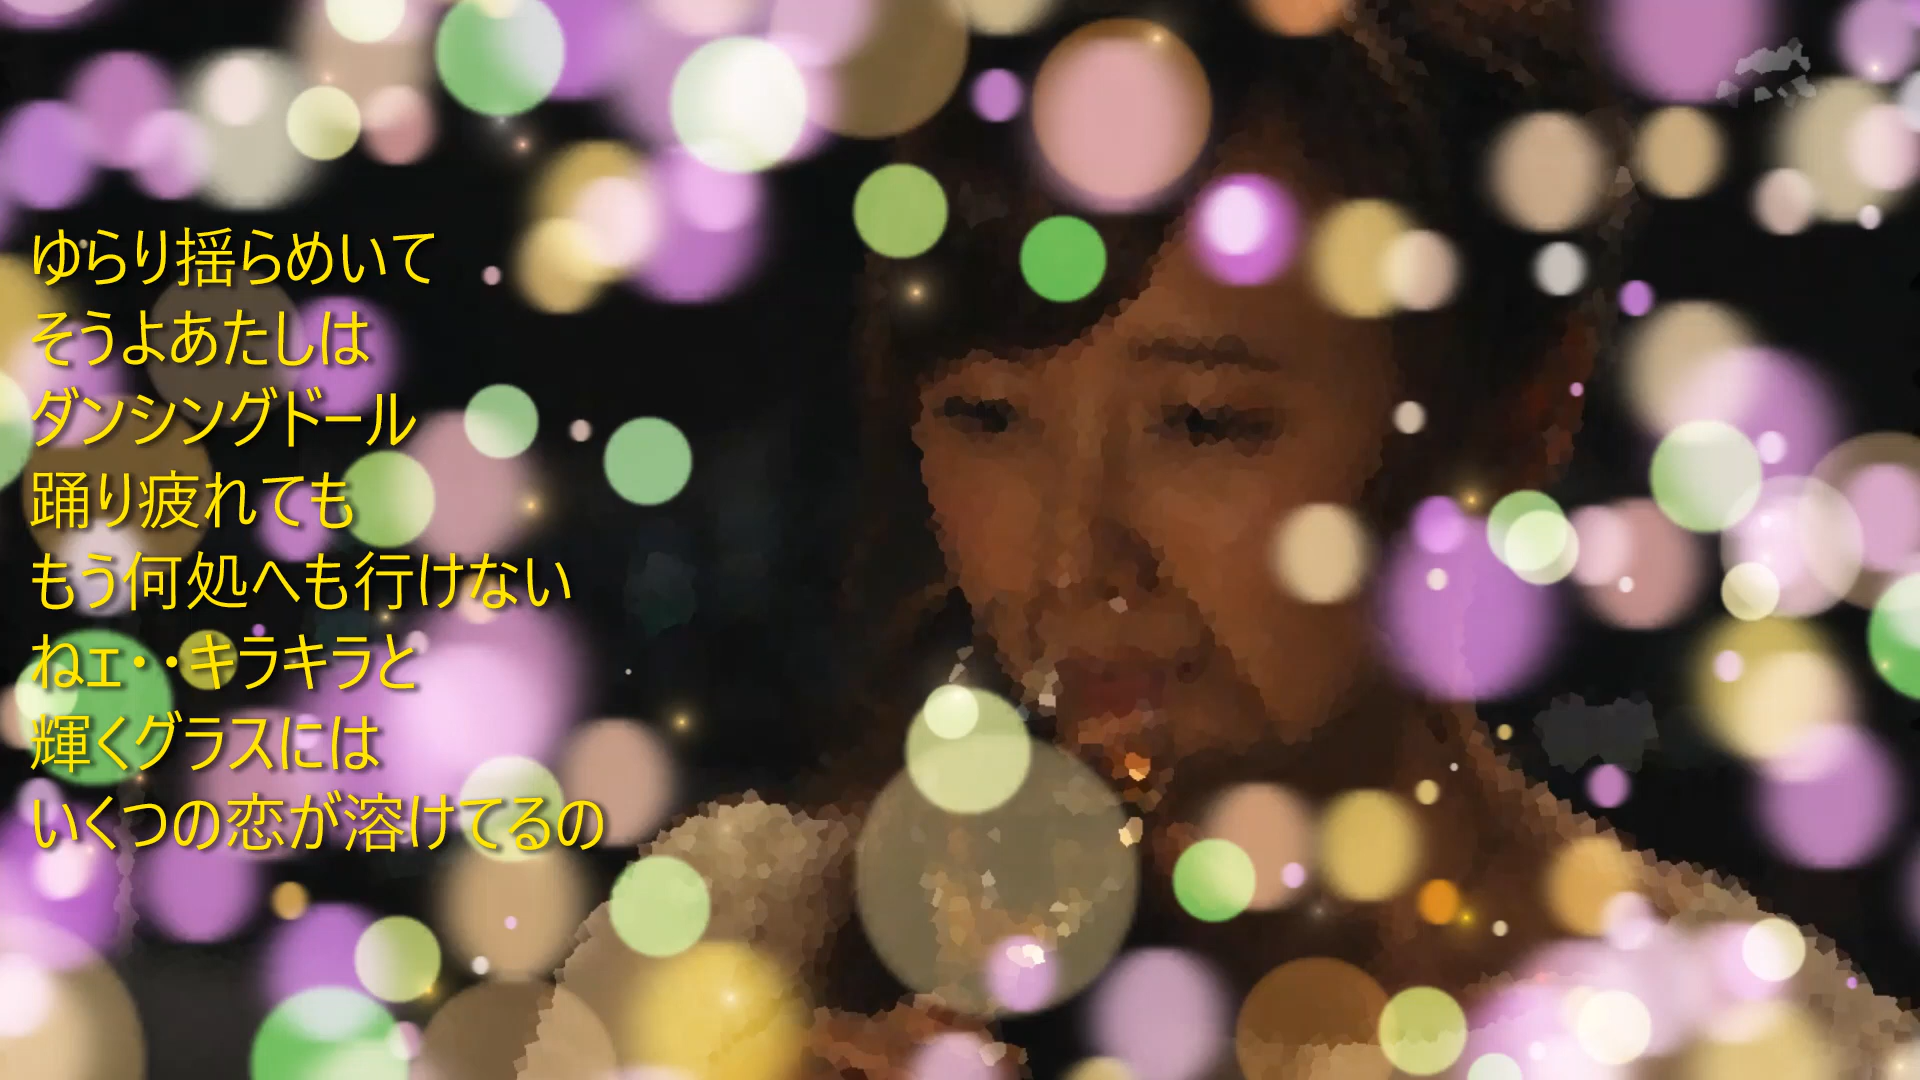 ゆらり揺らめいて
そうよあたしは
ダンシングドール
踊り疲れても
もう何処へも行けない
ねェ・・キラキラと
輝くグラスには
いくつの恋が溶けてるの